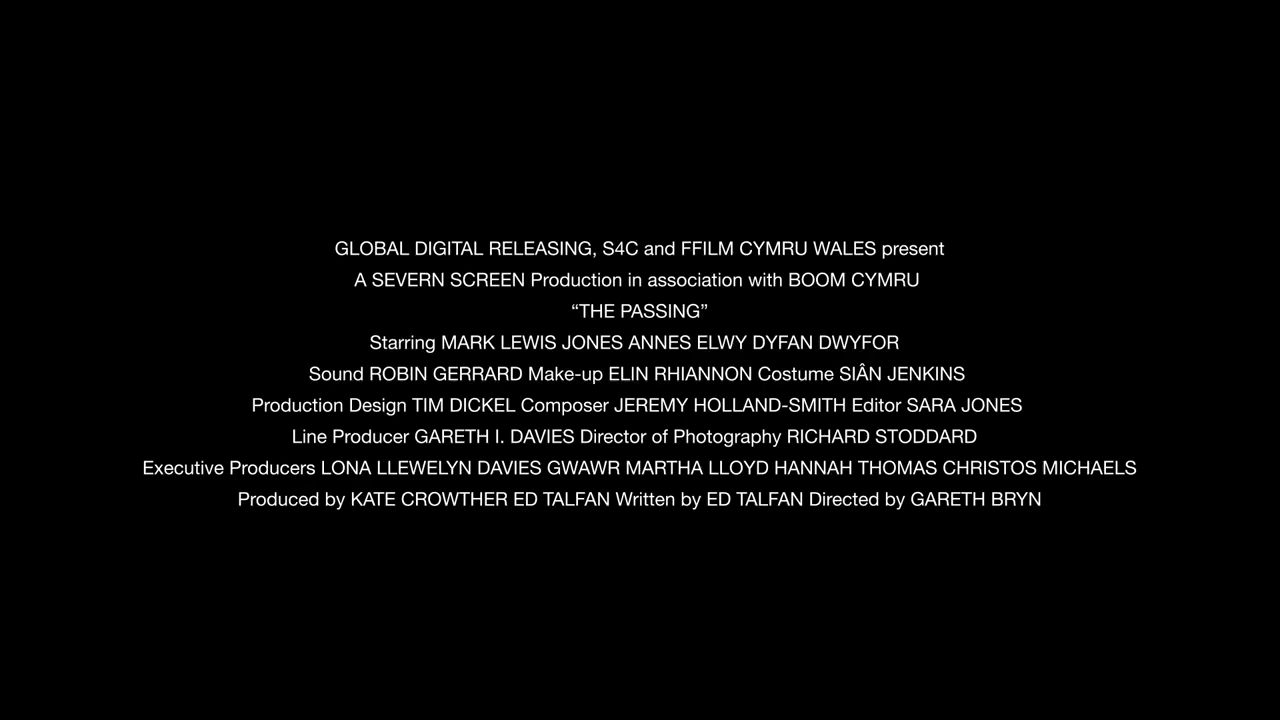 GLOBAL DIGITAL RELEASING, S4C and FFILM CYMRU WALES present
A SEVERN SCREEN Production in association with BOOM CYMRU
“THE PASSING”
Starring MARK LEWIS JONES ANNES ELWY DYFAN DWYFOR
Sound ROBIN GERRARD Make-up ELIN RHIANNON Costume SIÂN JENKINS
Production Design TIM DICKEL Composer JEREMY HOLLAND-SMITH Editor SARA JONES
Line Producer GARETH I. DAVIES Director of Photography RICHARD STODDARD
Executive Producers LONA LLEWELYN DAVIES GWAWR MARTHA LLOYD HANNAH THOMAS CHRISTOS MICHAELS
Produced by KATE CROWTHER ED TALFAN Written by ED TALFAN Directed by GARETH BRYN